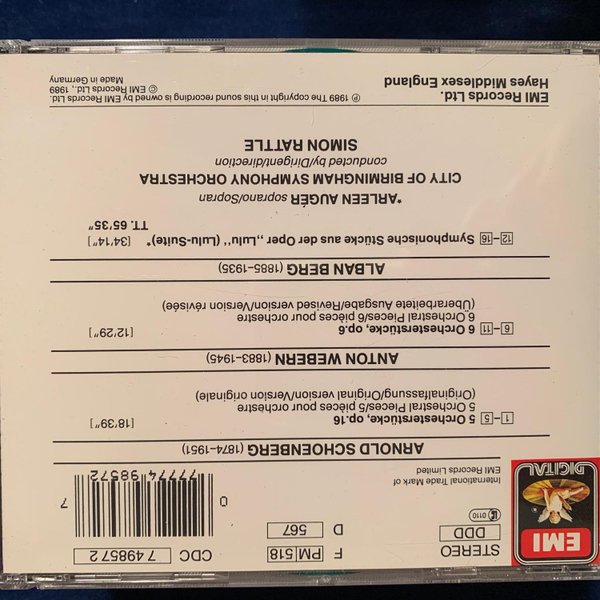 EMI
DIGITAL
STEREO
DDD
LC 0110
F PM 518
D 567
CDC 7 49857 2
0 77774 98572 7
International Trade Mark of
EMI Records Limited
ARNOLD SCHOENBERG (1874–1951)
1–5 5 Orchesterstücke, op.16 [18'39"]
5 Orchestra Pieces/5 pièces pour orchestre
(Originalfassung/Original version/Version originale)
ANTON WEBERN (1883–1945)
6–11 6 Orchesterstücke, op.6 [12'29"]
6 Orchestra Pieces/6 pièces pour orchestre
(Überarbeitete Ausgabe/Revised Version/version révisée)
ALBAN BERG (1885–1935)
12–16 Symphonische Stücke aus der Oper „Lulu"* (Lulu-Suite) [34'14"]
TT. 65'35"
*ARLEEN AUGÉR soprano/Sopran
CITY OF BIRMINGHAM SYMPHONY ORCHESTRA
conducted by/Dirigent/direction
SIMON RATTLE
EMI Records Ltd.
Hayes Middlesex England
℗ 1989 The copyright in this sound recording is owned by EMI Records Ltd.
© EMI Records Ltd., 1989
Made in Germany